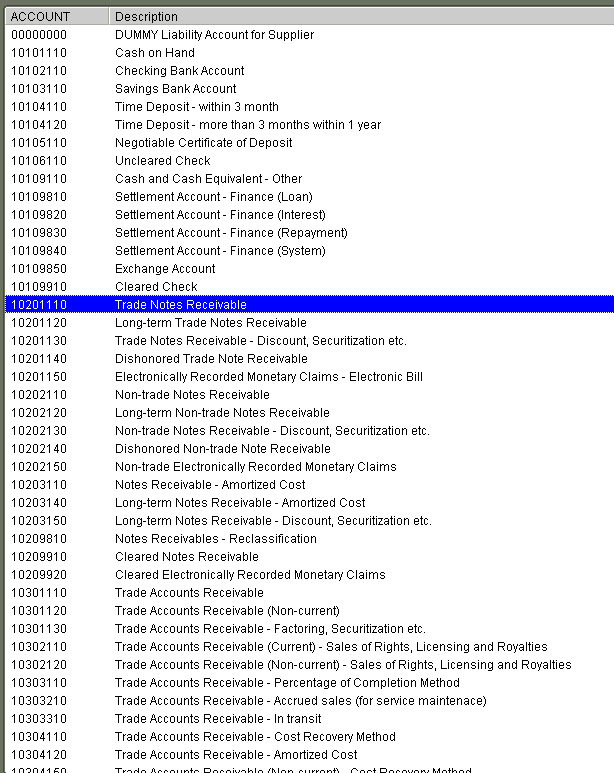 ACCOUNT Description
00000000 DUMMY Liability Account for Supplier
10101110 Cash on Hand
10102110 Checking Bank Account
10103110 Savings Bank Account
10104110 Time Deposit - within 3 month
10104120 Time Deposit - more than 3 months within 1 year
10105110 Negotiable Certificate of Deposit
10106110 Uncleared Check
10109110 Cash and Cash Equivalent - Other
10109810 Settlement Account - Finance (Loan)
10109820 Settlement Account - Finance (Interest)
10109830 Settlement Account - Finance (Repayment)
10109840 Settlement Account - Finance (System)
10109850 Exchange Account
10109910 Cleared Check
10201110 Trade Notes Receivable
10201120 Long-term Trade Notes Receivable
10201130 Trade Notes Receivable - Discount, Securitization etc.
10201140 Dishonored Trade Note Receivable
10201150 Electronically Recorded Monetary Claims - Electronic Bill
10202110 Non-trade Notes Receivable
10202120 Long-term Non-trade Notes Receivable
10202130 Non-trade Notes Receivable - Discount, Securitization etc.
10202140 Dishonored Non-trade Note Receivable
10202150 Non-trade Electronically Recorded Monetary Claims
10203110 Notes Receivable - Amortized Cost
10203140 Long-term Notes Receivable - Amortized Cost
10203150 Long-term Notes Receivable - Discount, Securitization etc.
10209810 Notes Receivables - Reclassification
10209910 Cleared Notes Receivable
10209920 Cleared Electronically Recorded Monetary Claims
10301110 Trade Accounts Receivable
10301120 Trade Accounts Receivable (Non-current)
10301130 Trade Accounts Receivable - Factoring, Securitization etc.
10302110 Trade Accounts Receivable (Current) - Sales of Rights, Licensing and Royalties
10302120 Trade Accounts Receivable (Non-current) - Sales of Rights, Licensing and Royalties
10303110 Trade Accounts Receivable - Percentage of Completion Method
10303210 Trade Accounts Receivable - Accrued sales (for service maintenace)
10303310 Trade Accounts Receivable - In transit
10304110 Trade Accounts Receivable - Cost Recovery Method
10304120 Trade Accounts Receivable - Amortized Cost
10304150 Trade Accounts Receivable (Non-current) - Cost Recovery Method